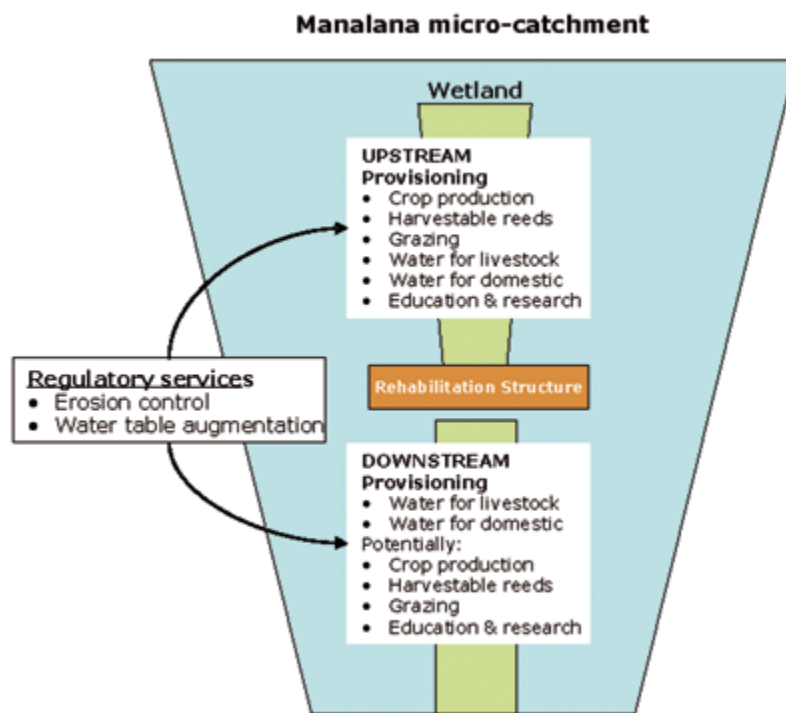 Manalana micro-catchment
Wetland
UPSTREAM
Provisioning
• Crop production
• Harvestable reeds
• Grazing
• Water for livestock
• Water for domestic
• Education & research
Regulatory services
• Erosion control
• Water table augmentation
Rehabilitation Structure
DOWNSTREAM
Provisioning
• Water for livestock
• Water for domestic
Potentially:
• Crop production
• Harvestable reeds
• Grazing
• Education & research